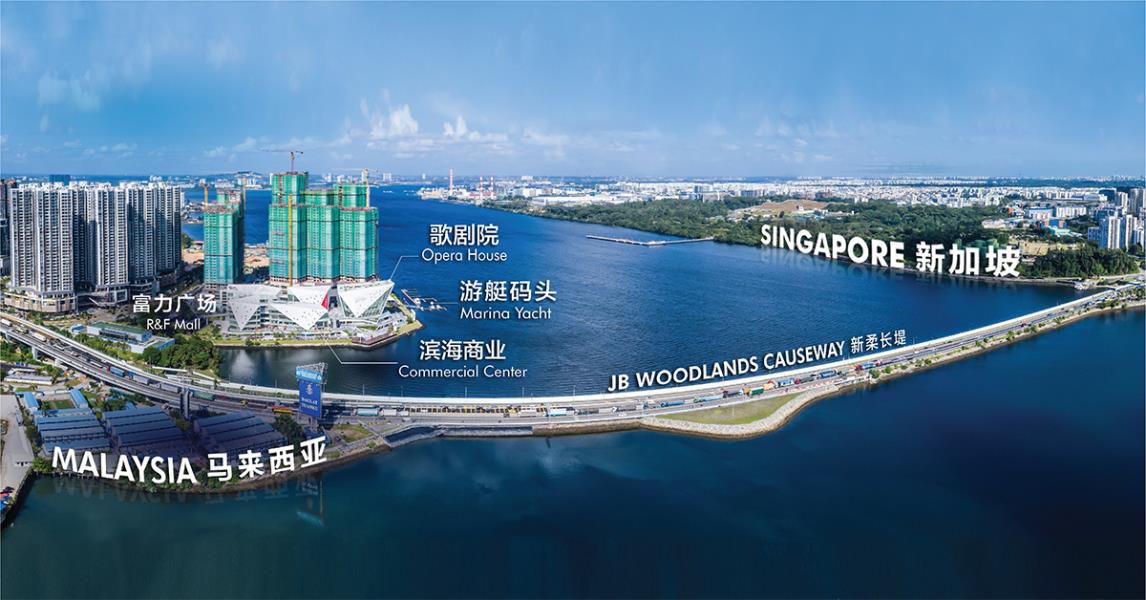 歌剧院
Opera House
SINGAPORE 新加坡
游艇码头
Marina Yacht
富力广场
R&F Mall
滨海商业
Commercial Center
JB WOODLANDS CAUSEWAY 新柔长堤
MALAYSIA 马来西亚